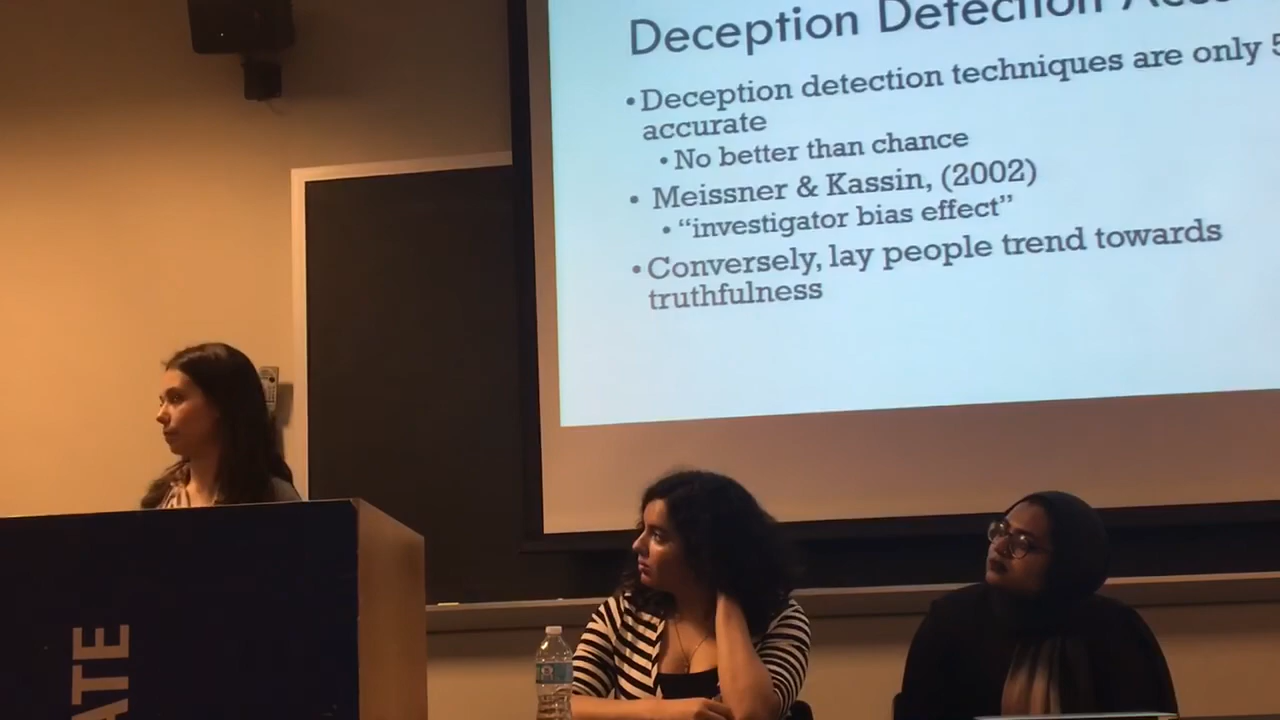 Deception Detection
• Deception detection techniques are only
accurate
• No better than chance
• Meissner & Kassin, (2002)
• “investigator bias effect”
• Conversely, lay people trend towards
truthfulness
ATE